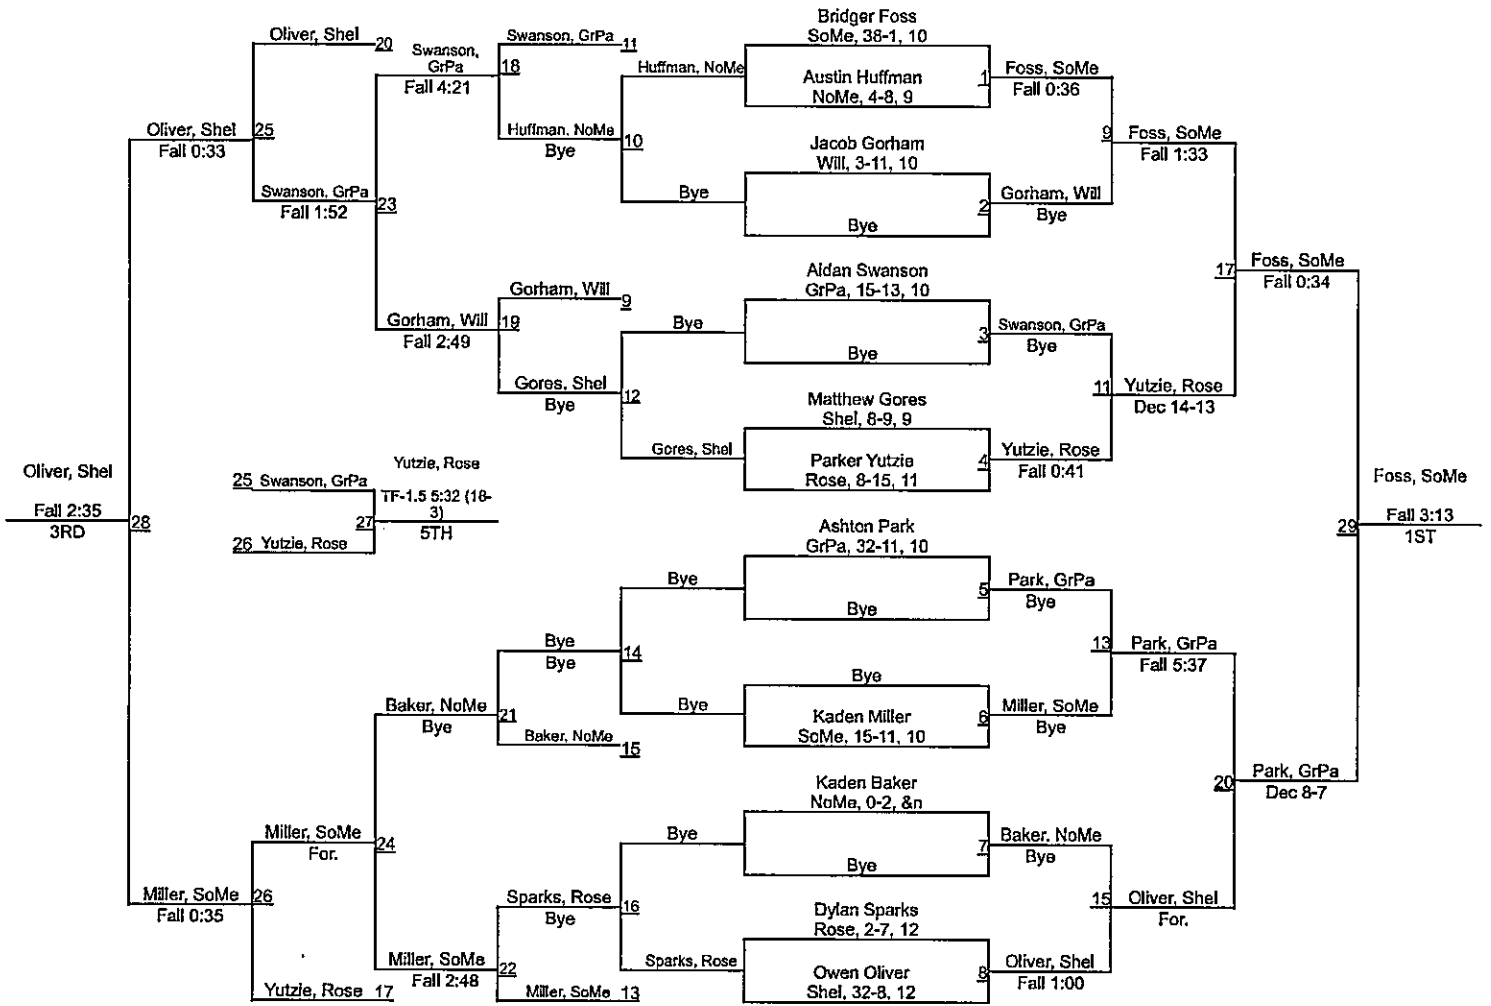 Bridger Foss
SoMe, 38-1, 10
Austin Huffman
NoMe, 4-8, 9
1
Jacob Gorham
Will, 3-11, 10
Bye
2
Aidan Swanson
GrPa, 15-13, 10
Bye
3
Matthew Gores
Shel, 8-9, 9
Parker Yutzie
Rose, 8-15, 11
4
Ashton Park
GrPa, 32-11, 10
Bye
5
Bye
Kaden Miller
SoMe, 15-11, 10
6
Kaden Baker
NoMe, 0-2, &n
Bye
7
Dylan Sparks
Rose, 2-7, 12
Owen Oliver
Shel, 32-8, 12
8
Foss, SoMe
Fall 0:36
9
Gorham, Will
Bye
Swanson, GrPa
Bye
11
Yutzie, Rose
Fall 0:41
Park, GrPa
Bye
13
Miller, SoMe
Bye
Baker, NoMe
Bye
15
Oliver, Shel
Fall 1:00
Foss, SoMe
Fall 1:33
17
Yutzie, Rose
Dec 14-13
Park, GrPa
Fall 5:37
20
Oliver, Shel
For.
Foss, SoMe
Fall 0:34
29
Park, GrPa
Dec 8-7
Foss, SoMe
Fall 3:13
1ST
Huffman, NoMe
10
Bye
Bye
12
Gores, Shel
Bye
14
Bye
Bye
16
Sparks, Rose
Swanson, GrPa 11
18
Huffman, NoMe
Bye
Gorham, Will 9
19
Gores, Shel
Bye
Bye
Bye
21
Baker, NoMe 15
Sparks, Rose
Bye
22
Miller, SoMe 13
Swanson,
GrPa
Fall 4:21
23
Gorham, Will
Fall 2:49
Baker, NoMe
Bye
24
Miller, SoMe
Fall 2:48
Oliver, Shel 20
25
Swanson, GrPa
Fall 1:52
Miller, SoMe
For.
26
Yutzie, Rose 17
Oliver, Shel
Fall 0:33
28
Miller, SoMe
Fall 0:35
Oliver, Shel
Fall 2:35
3RD
25 Swanson, GrPa
27
26 Yutzie, Rose
Yutzie, Rose
TF-1.5 5:32 (18-
3)
5TH